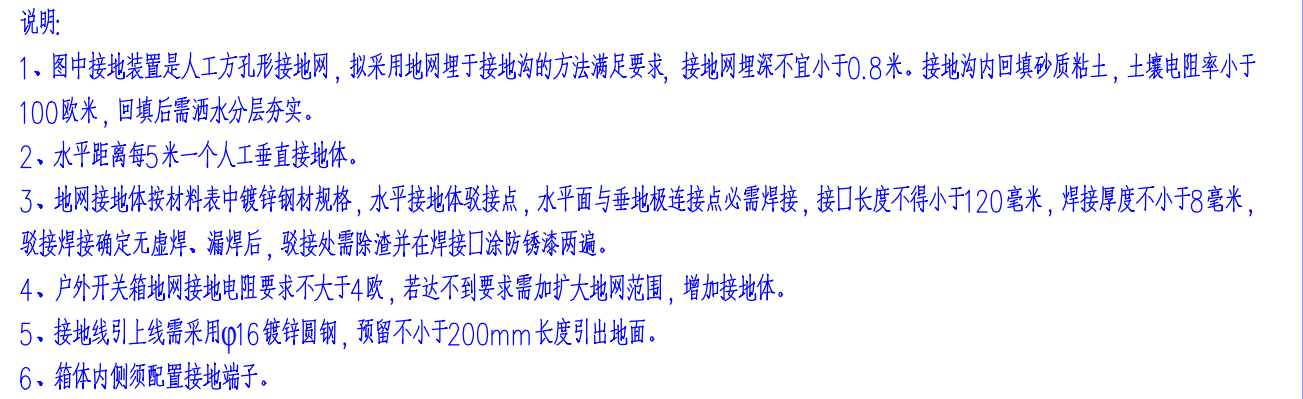 说明:
1、图中接地装置是人工方孔形接地网，拟采用地网埋于接地沟的方法满足要求，接地网埋深不宜小于0.8米。接地沟内回填砂质粘土，土壤电阻率小于
100欧米，回填后需洒水分层夯实。
2、水平距离每5米一个人工垂直接地体。
3、地网接地体按材料表中镀锌钢材规格，水平接地体驳接点，水平面与垂地极连接点必需焊接，接口长度不得小于120毫米，焊接厚度不小于8毫米，
驳接焊接确定无虚焊、漏焊后，驳接处需除渣并在焊接口涂防锈漆两遍。
4、户外开关箱地网接地电阻要求不大于4欧，若达不到要求需加扩大地网范围，增加接地体。
5、接地线引上线需采用φ16镀锌圆钢，预留不小于200mm长度引出地面。
6、箱体内侧须配置接地端子。